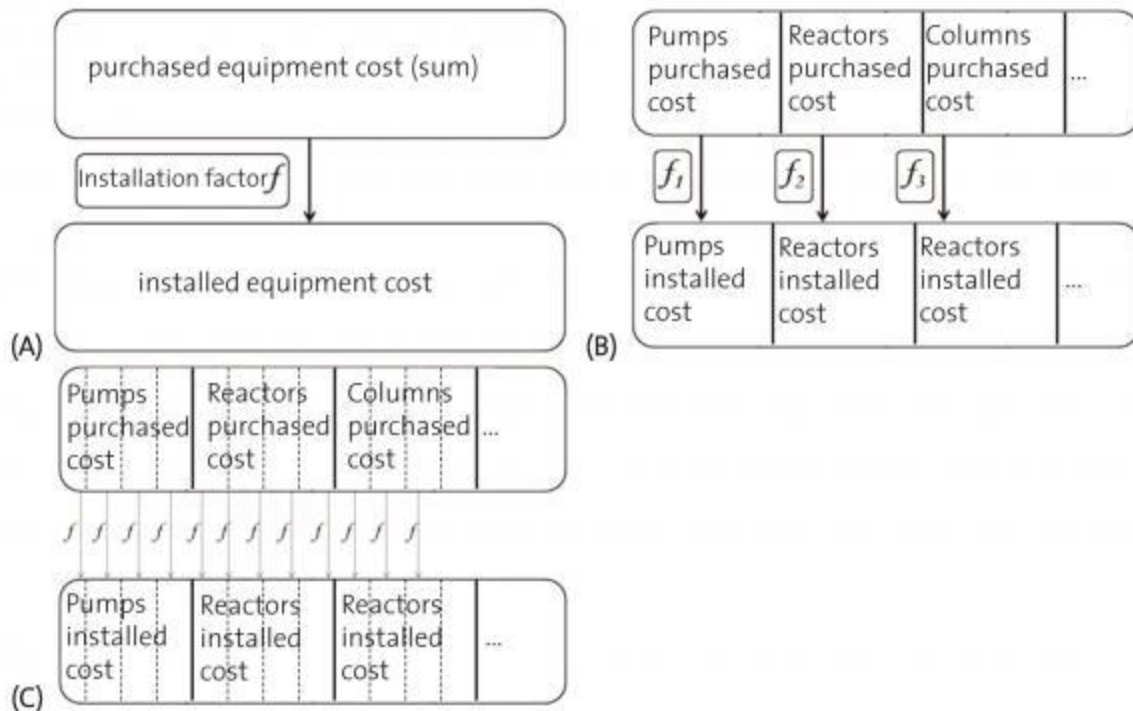 purchased equipment cost (sum)
Installation factor f
installed equipment cost
(A)
Pumps
purchased
cost
Reactors
purchased
cost
Columns
purchased
cost
...
f1
f2
f3
Pumps
installed
cost
Reactors
installed
cost
Reactors
installed
cost
...
(B)
Pumps
purchased
cost
Reactors
purchased
cost
Columns
purchased
cost
...
f f f f f f f f f f f f
Pumps
installed
cost
Reactors
installed
cost
Reactors
installed
cost
...
(C)